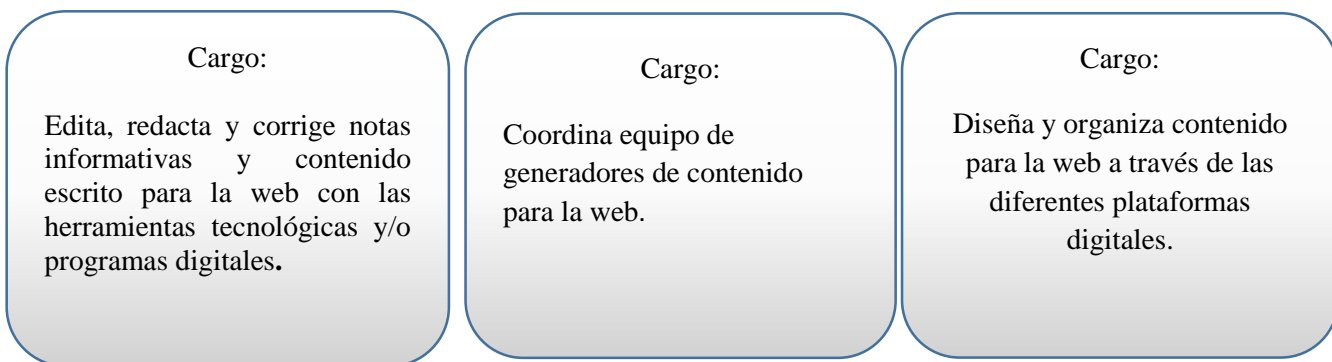 Cargo:
Edita, redacta y corrige notas
informativas y contenido
escrito para la web con las
herramientas tecnológicas y/o
programas digitales.
Cargo:
Coordina equipo de
generadores de contenido
para la web.
Cargo:
Diseña y organiza contenido
para la web a través de las
diferentes plataformas
digitales.